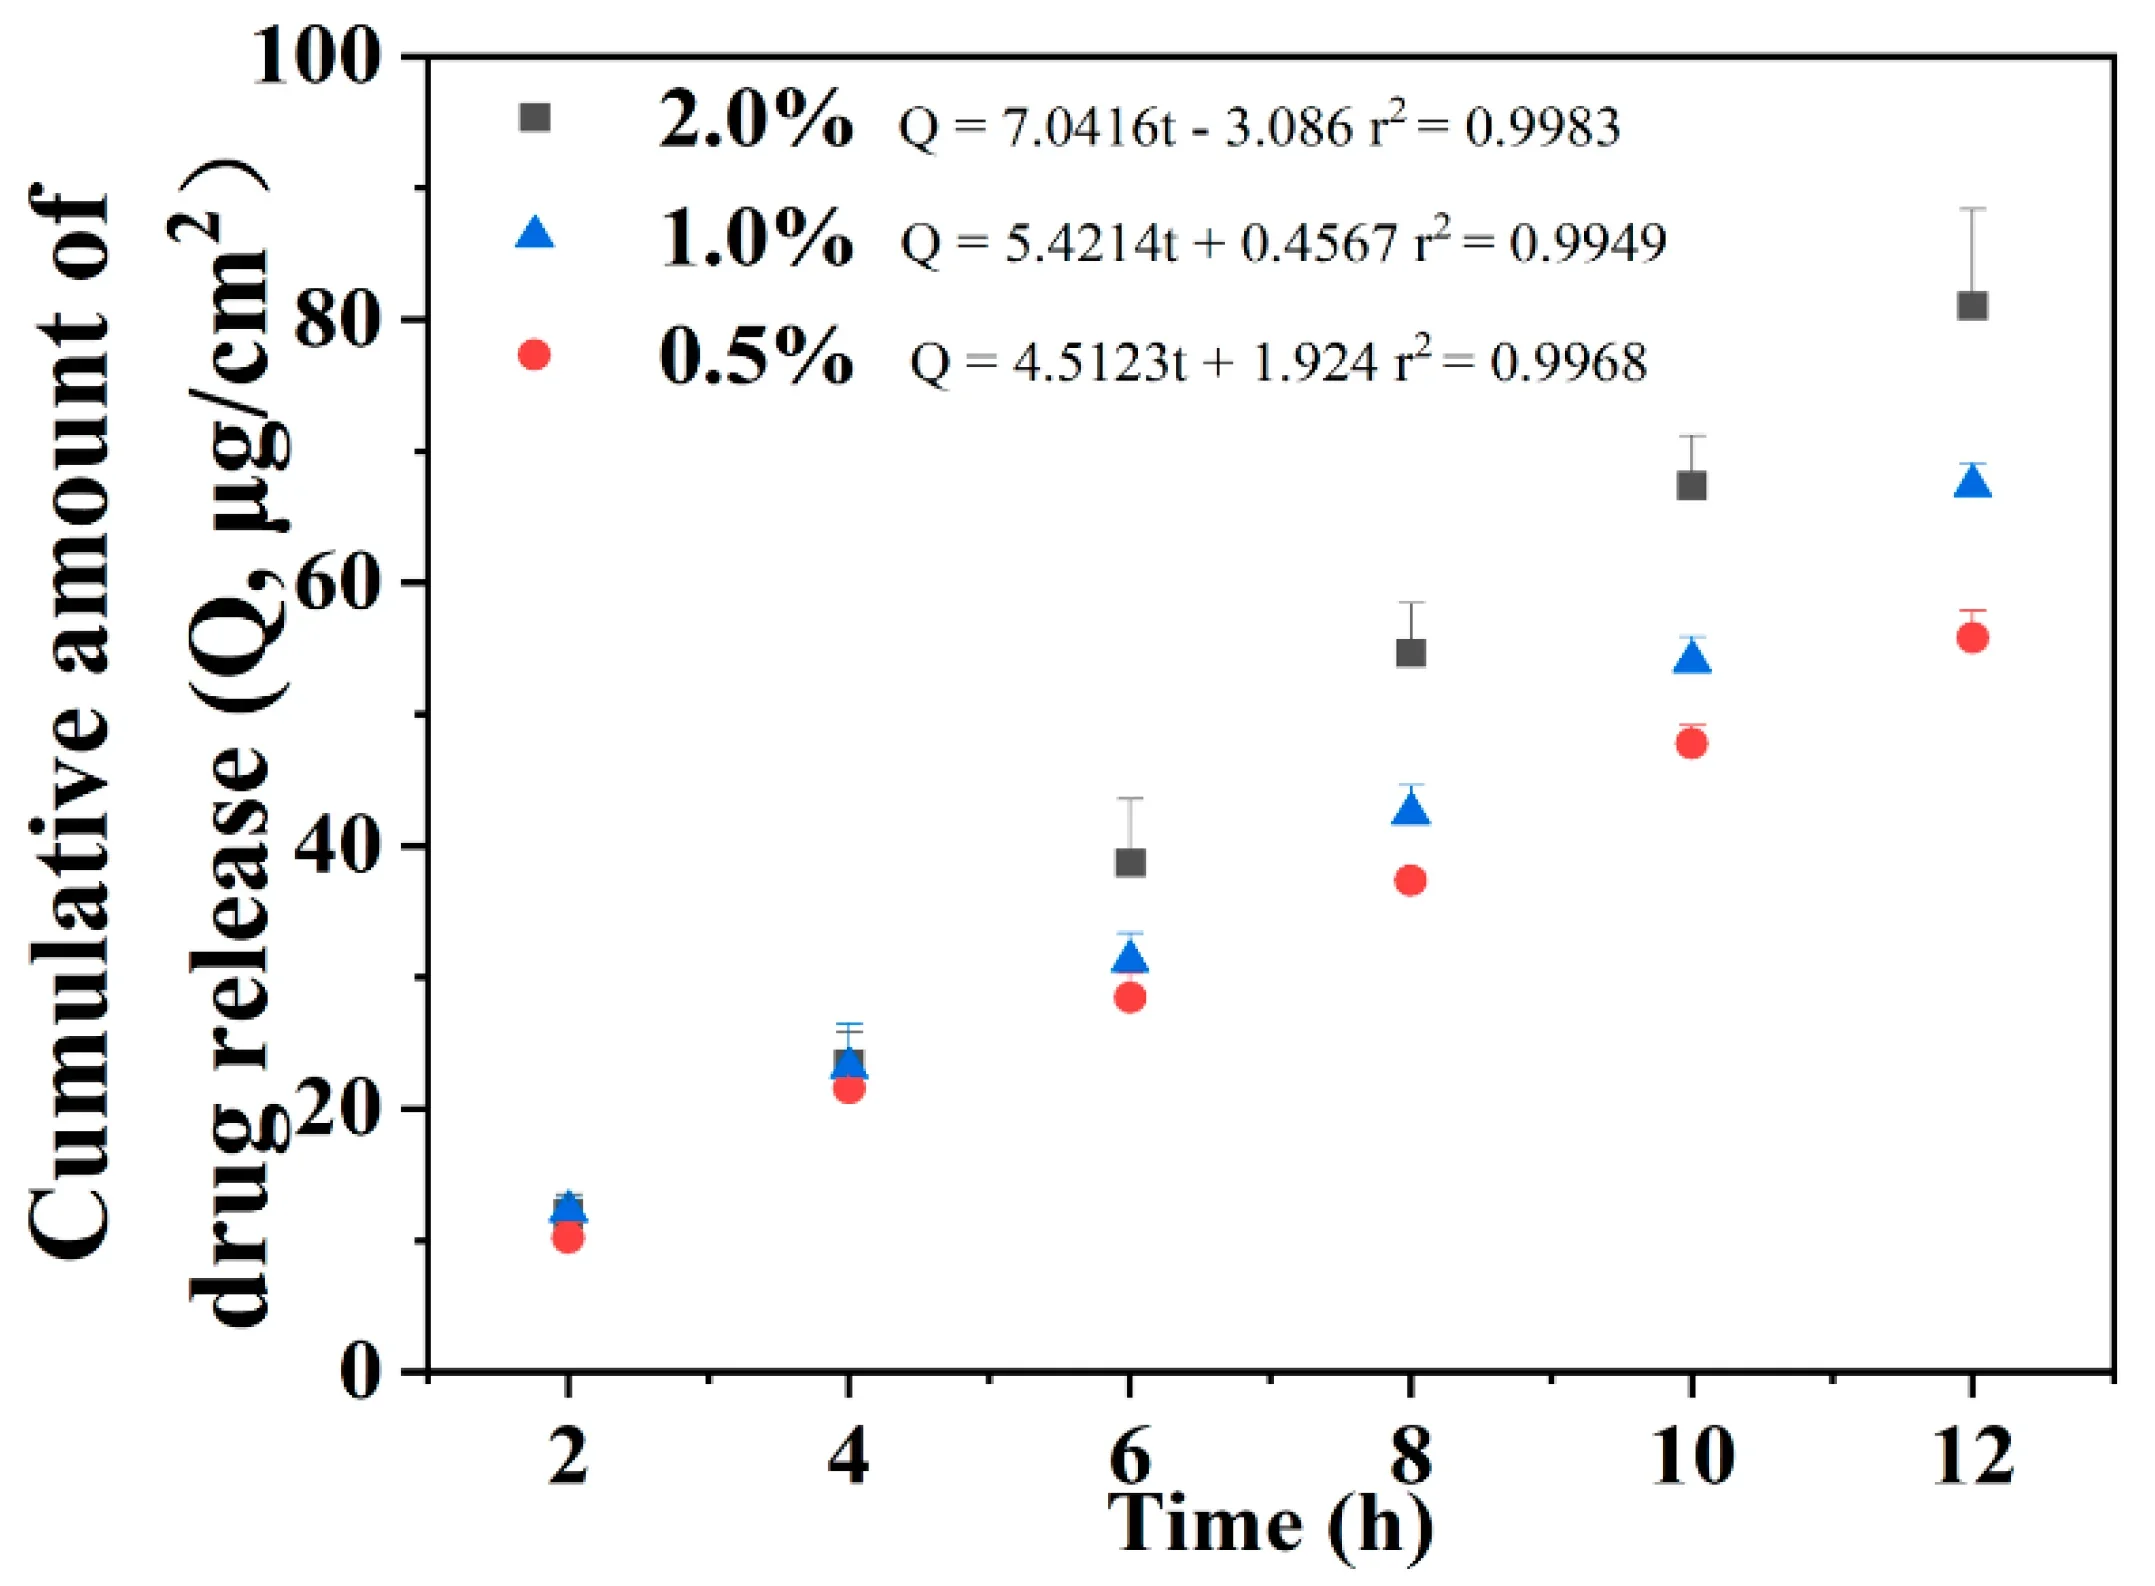 Cumulative amount of
drug release (Q, μg/cm²)
100
80
60
40
20
0
2.0% Q = 7.0416t - 3.086 r² = 0.9983
1.0% Q = 5.4214t + 0.4567 r² = 0.9949
0.5% Q = 4.5123t + 1.924 r² = 0.9968
2 4 6 8 10 12
Time (h)